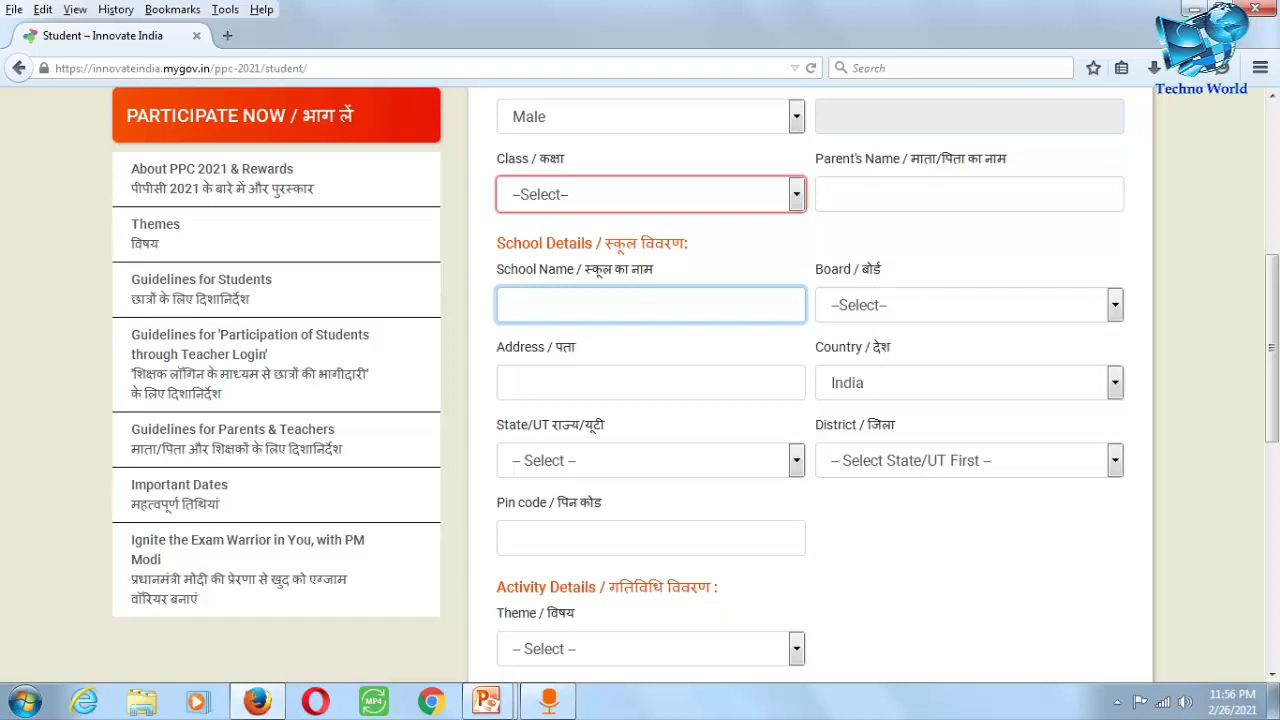 File Edit View History Bookmarks Tools Help
Student – Innovate India
https://innovateindia.mygov.in/ppc-2021/student/
Search
Techno World
PARTICIPATE NOW / भाग लें
About PPC 2021 & Rewards
पीपीसी 2021 के बारे में और पुरस्कार
Themes
विषय
Guidelines for Students
छात्रों के लिए दिशानिर्देश
Guidelines for 'Participation of Students
through Teacher Login'
'शिक्षक लॉगिन के माध्यम से छात्रों की भागीदारी'
के लिए दिशानिर्देश
Guidelines for Parents & Teachers
माता/पिता और शिक्षकों के लिए दिशानिर्देश
Important Dates
महत्वपूर्ण तिथियां
Ignite the Exam Warrior in You, with PM
Modi
प्रधानमंत्री मोदी की प्रेरणा से खुद को एग्जाम
वॉरियर बनाएं
Male
Class / कक्षा
Parent's Name / माता/पिता का नाम
--Select--
School Details / स्कूल विवरण:
School Name / स्कूल का नाम
Board / बोर्ड
--Select--
Address / पता
Country / देश
India
State/UT राज्य/यूटी
District / जिला
-- Select --
-- Select State/UT First --
Pin code / पिन कोड
Activity Details / गतिविधि विवरण :
Theme / विषय
-- Select --
MP4
11:56 PM
2/26/2021